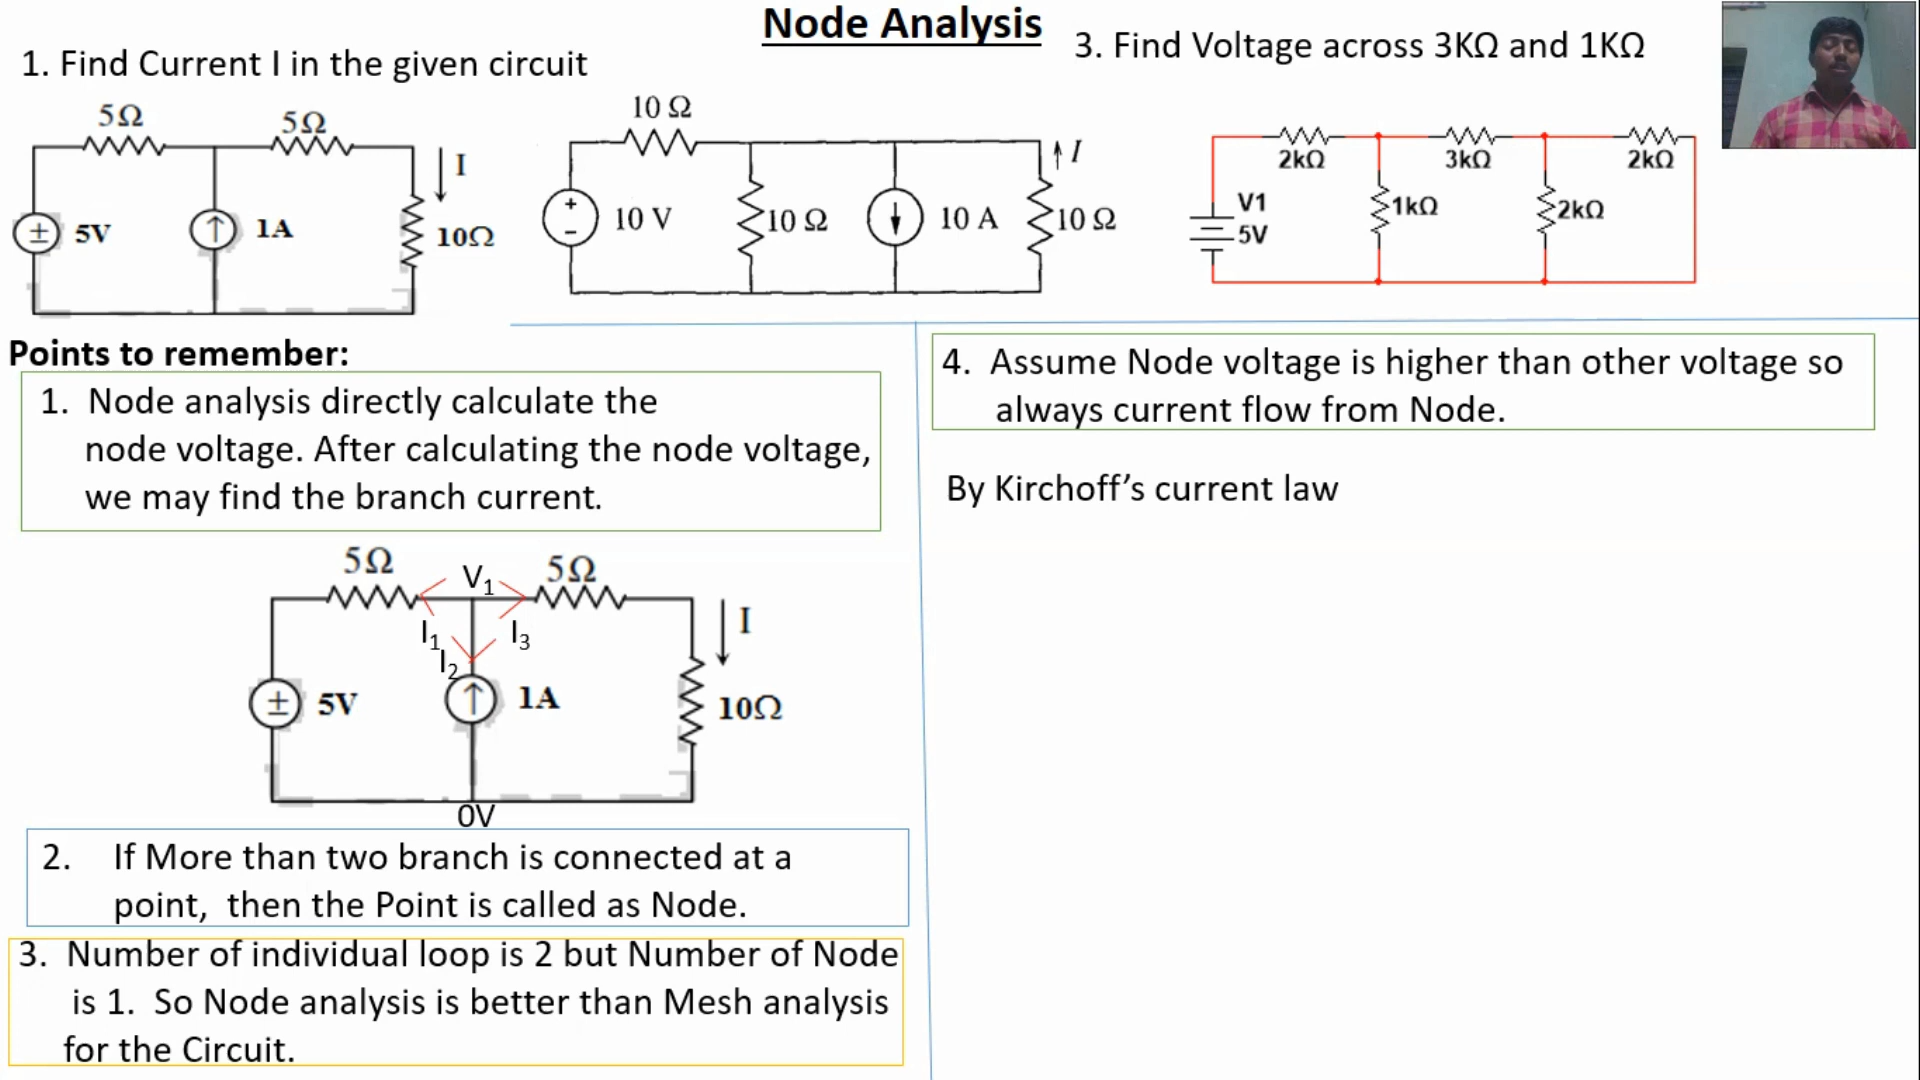 Node Analysis
1. Find Current I in the given circuit
5Ω
5Ω
I
5V
1A
10Ω
10 Ω
I
+
−
10 V
10 Ω
10 A
10 Ω
3. Find Voltage across 3KΩ and 1KΩ
2kΩ
3kΩ
2kΩ
V1
5V
1kΩ
2kΩ
Points to remember:
1. Node analysis directly calculate the
node voltage. After calculating the node voltage,
we may find the branch current.
5Ω
V1
5Ω
I1
I3
I
I2
5V
1A
10Ω
0V
2. If More than two branch is connected at a
point, then the Point is called as Node.
3. Number of individual loop is 2 but Number of Node
is 1. So Node analysis is better than Mesh analysis
for the Circuit.
4. Assume Node voltage is higher than other voltage so
always current flow from Node.
By Kirchoff’s current law